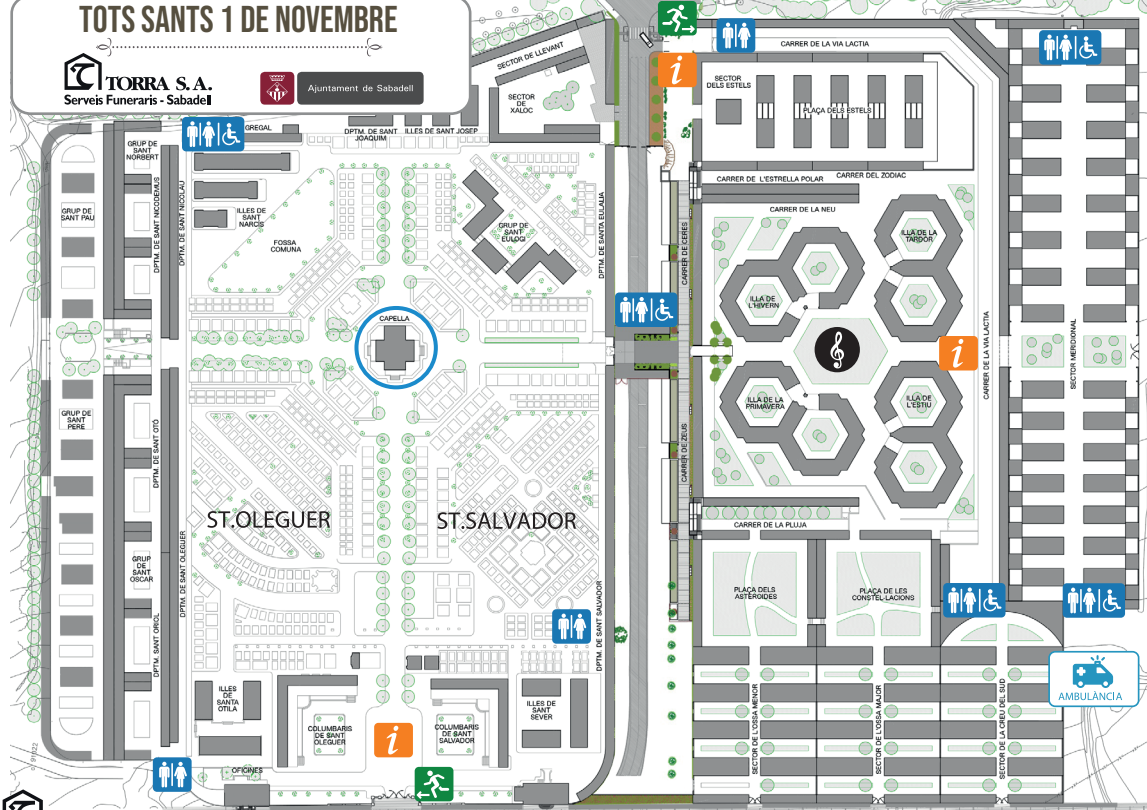 TOTS SANTS 1 DE NOVEMBRE
TORRA S.A.
Serveis Funeraris - Sabadell
Ajuntament de Sabadell
SECTOR DE LLEVANT
SECTOR
DE
XALOC
CARRER DE LA VIA LACTIA
SECTOR
DELS ESTELS
PLAÇA DELS ESTELS
GREGAL
DPTM. DE SANT
JOAQUIM
ILLES DE SANT JOSEP
GRUP DE
SANT
NORBERT
DPTM. DE SANT NICODEMUS
DPTM. DE SANT NICOLAU
GRUP DE
SANT PAU
ILLES DE
SANT
NARCIS
FOSSA
COMUNA
GRUP DE
SANT
EULOGI
DPTM. DE SANTA EULALIA
CARRER DE L'ESTRELLA POLAR
CARRER DEL ZODIAC
CARRER DE LA NEU
CARRER DE CERES
ILLA DE LA
TARDOR
ILLA DE
L'HIVERN
CAPELLA
CARRER DE LA VIA LACTIA
SECTOR MERIDIONAL
GRUP DE
SANT
PERE
DPTM. DE SANT OTÓ
ILLA DE LA
PRIMAVERA
ILLA DE
L'ESTIU
CARRER DE ZEUS
ST.OLEGUER
ST.SALVADOR
CARRER DE LA PLUJA
GRUP
DE
SANT
OSCAR
DPTM. DE SANT OLEGUER
DPTM. SANT ORIOL
PLAÇA DELS
ASTEROIDES
PLAÇA DE LES
CONSTEL·LACIONS
DPTM. DE SANT SALVADOR
ILLES
DE
SANTA
OTILA
COLUMBARIS
DE SANT
OLEGUER
COLUMBARIS
DE SANT
SALVADOR
ILLES DE
SANT
SEVER
SECTOR DE L'OSSA MENOR
SECTOR DE L'OSSA MAJOR
SECTOR DE LA CREU DEL SUD
AMBULÀNCIA
OFICINES